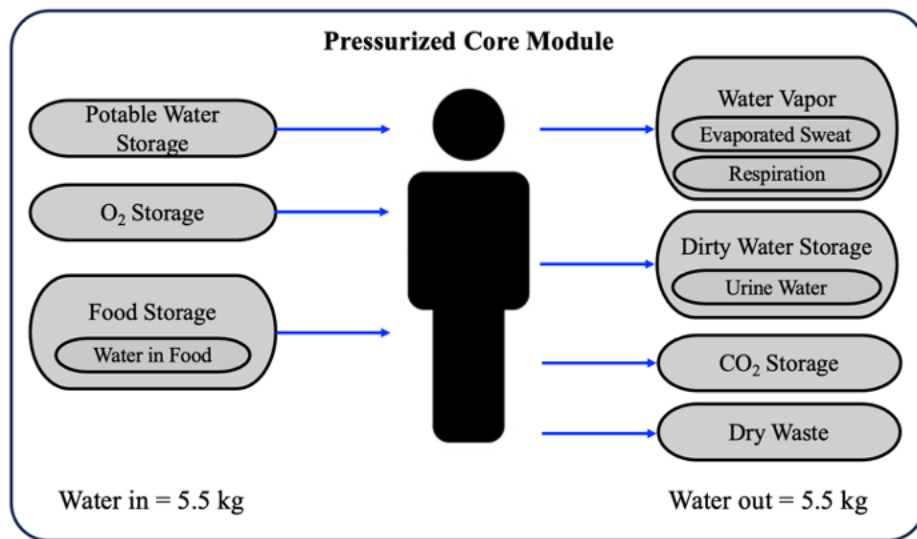 Pressurized Core Module
Potable Water
Storage
O₂ Storage
Food Storage
Water in Food
Water in = 5.5 kg
Water Vapor
Evaporated Sweat
Respiration
Dirty Water Storage
Urine Water
CO₂ Storage
Dry Waste
Water out = 5.5 kg